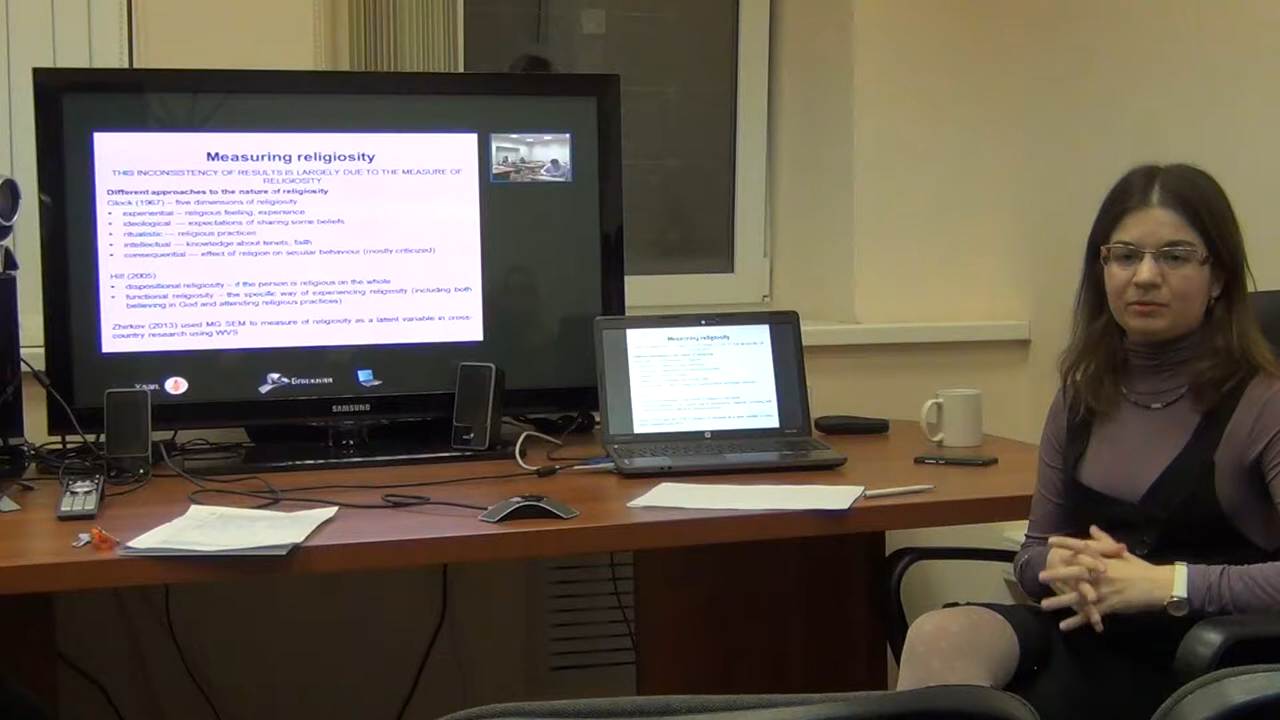 Measuring religiosity
THIS INCONSISTENCY OF RESULTS IS LARGELY DUE TO THE MEASURE OF
RELIGIOSITY
Different approaches to the nature of religiosity
Glock (1967) – five dimensions of religiosity
• experiential – religious feeling, experience
• ideological — expectations of sharing some beliefs
• ritualistic — religious practices
• intellectual — knowledge about tenets, faith
• consequential — effect of religion on secular behaviour (mostly criticized)
Hill (2005)
• dispositional religiosity – if the person is religious on the whole
• functional religiosity – the specific way of experiencing religiosity (including both
believing in God and attending religious practices)
Zhirkov (2013) used MG SEM to measure of religiosity as a latent variable in cross-
country research using WVS
SAMSUNG
Measuring religiosity
hp